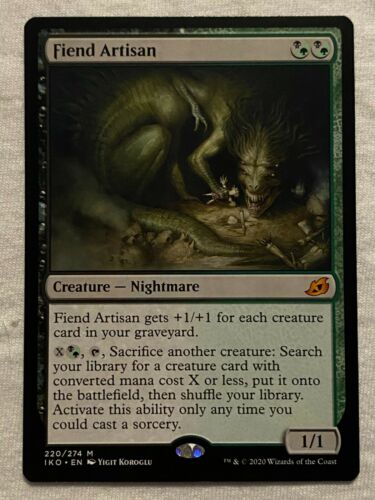 Fiend Artisan
Creature — Nightmare
Fiend Artisan gets +1/+1 for each creature
card in your graveyard.
X, Sacrifice another creature: Search
your library for a creature card with
converted mana cost X or less, put it onto
the battlefield, then shuffle your library.
Activate this ability only any time you
could cast a sorcery.
1/1
220/274 M
IKO • EN Yigit Koroglu
™ & © 2020 Wizards of the Coast